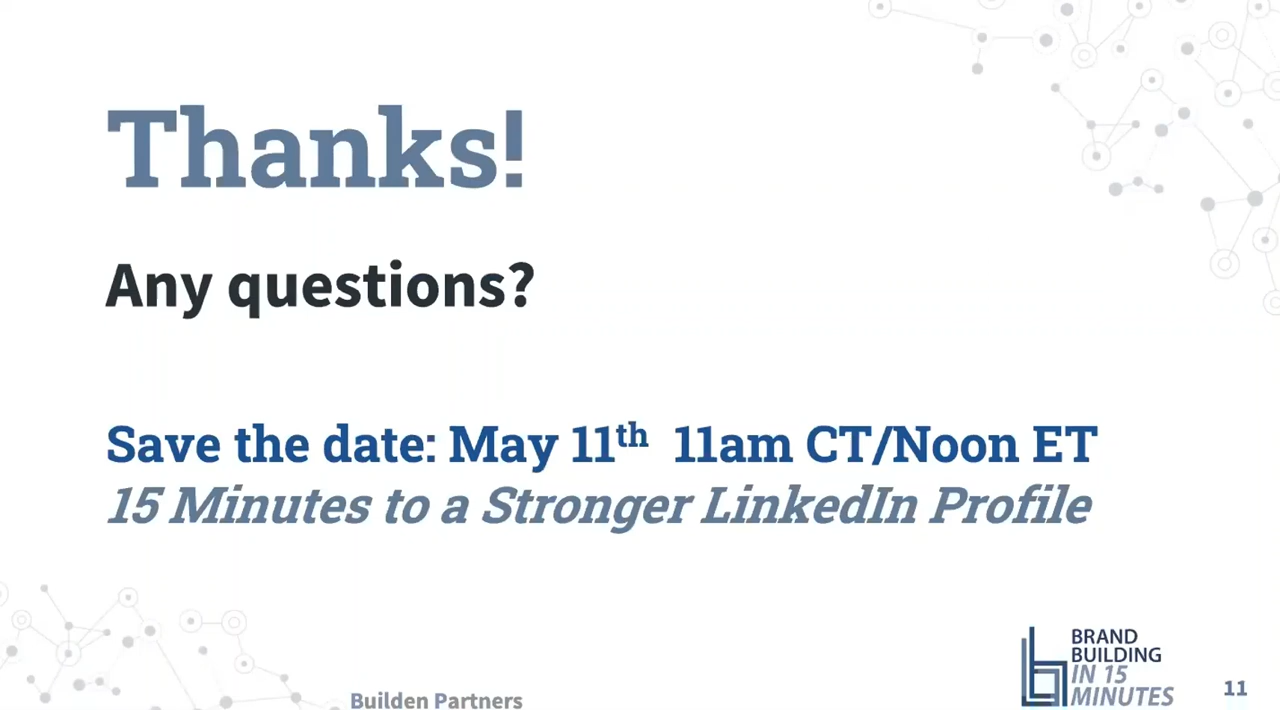 Thanks!
Any questions?
Save the date: May 11th 11am CT/Noon ET
15 Minutes to a Stronger LinkedIn Profile
BRAND
BUILDING
IN 15
MINUTES
Builden Partners
11